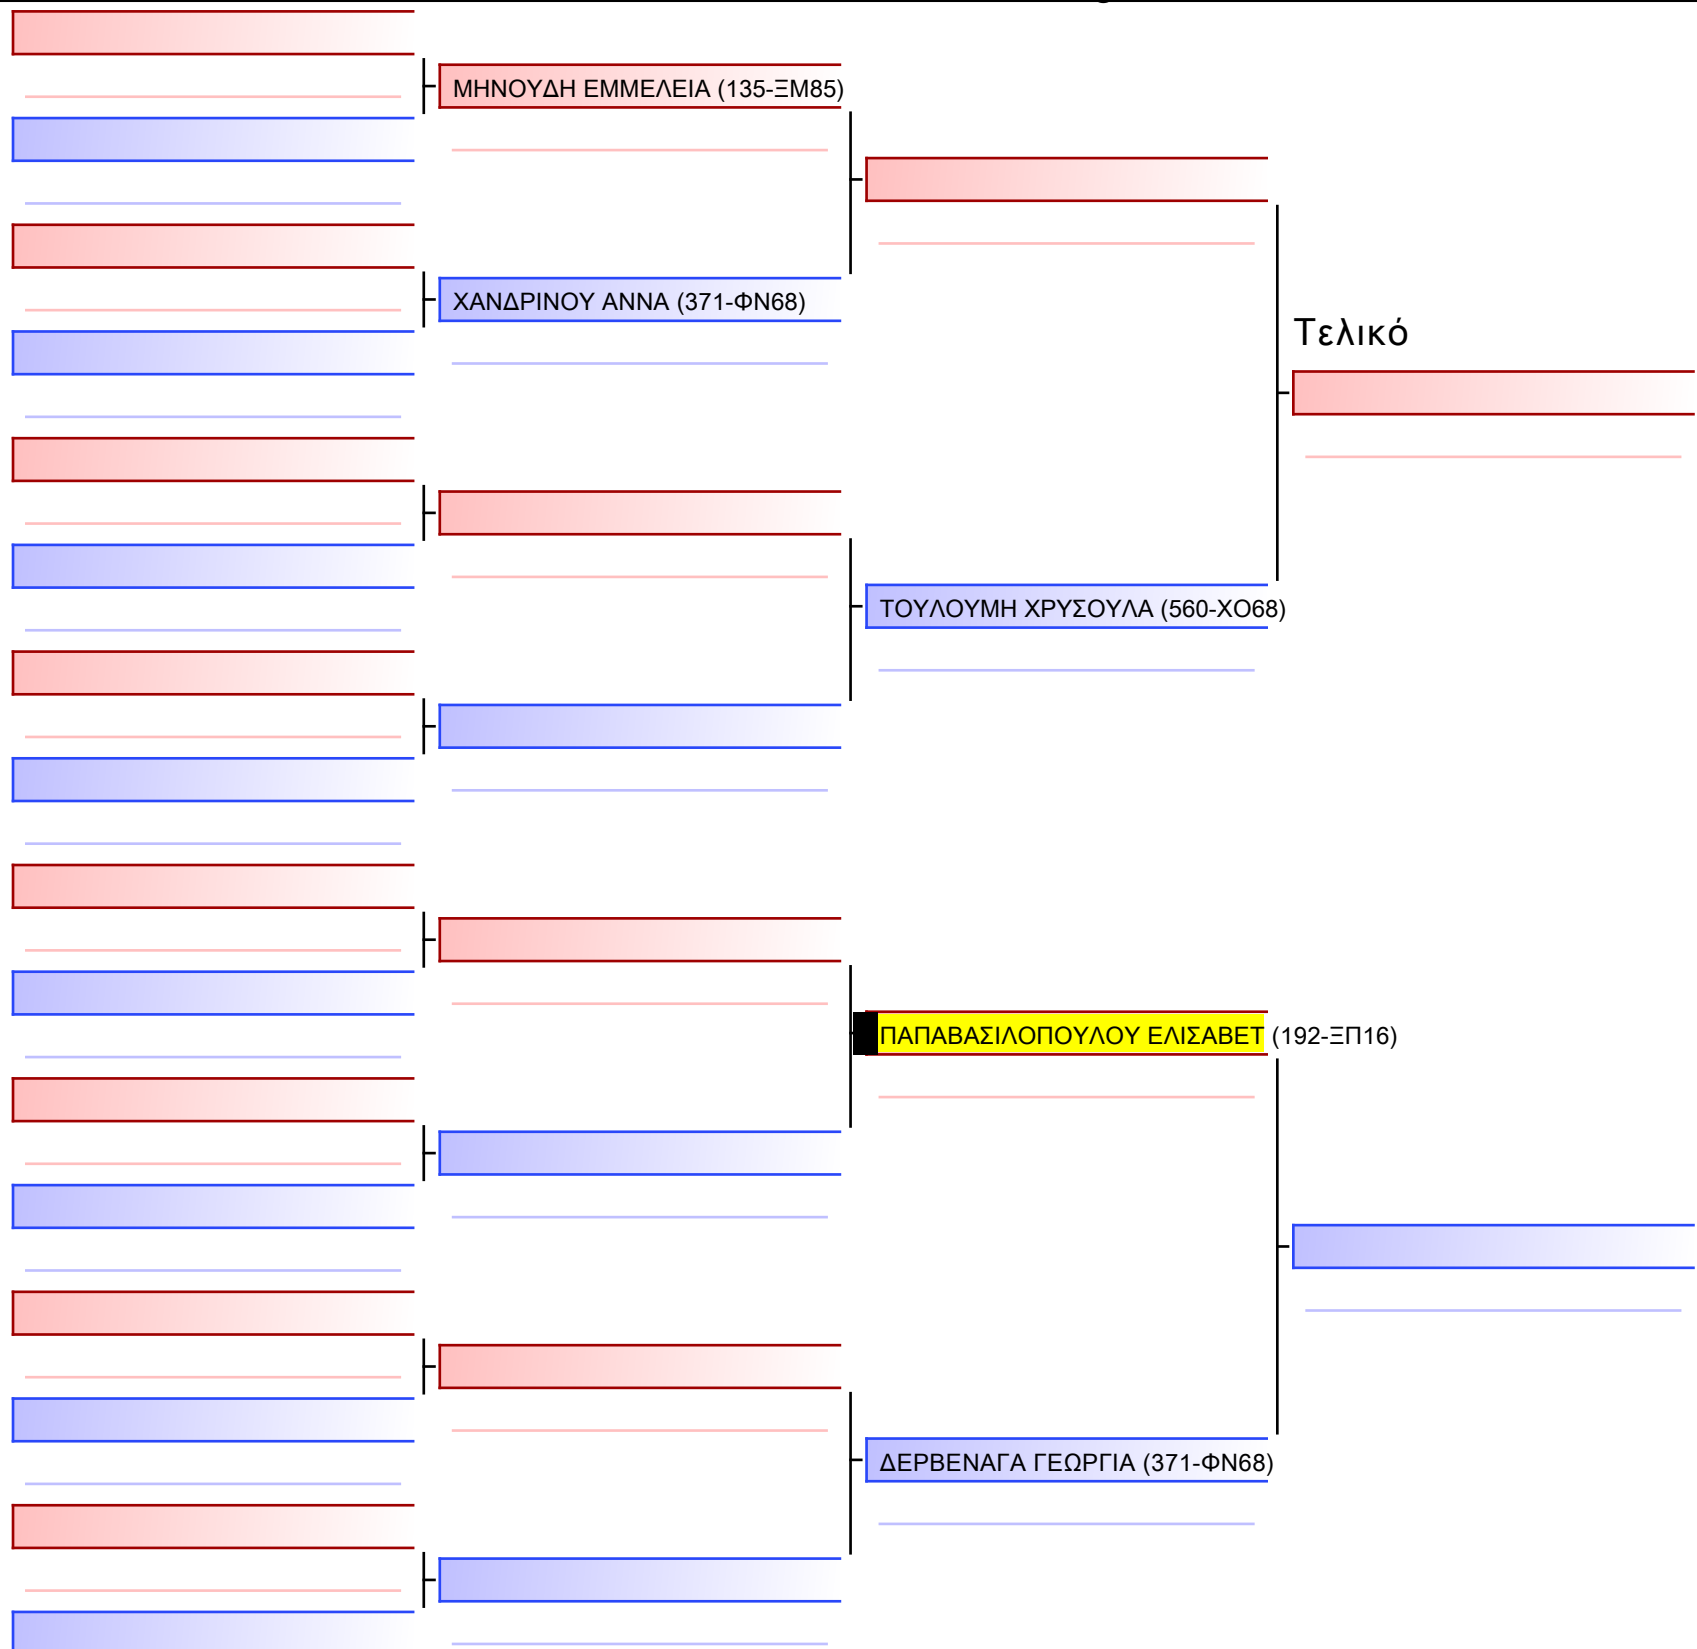 ΜΗΝΟΥΔΗ ΕΜΜΕΛΕΙΑ (135-ΞΜ85)
ΧΑΝΔΡΙΝΟΥ ΑΝΝΑ (371-ΦΝ68)
Τελικό
ΤΟΥΛΟΥΜΗ ΧΡΥΣΟΥΛΑ (560-ΧΟ68)
ΠΑΠΑΒΑΣΙΛΟΠΟΥΛΟΥ ΕΛΙΣΑΒΕΤ (192-ΞΠ16)
ΔΕΡΒΕΝΑΓΑ ΓΕΩΡΓΙΑ (371-ΦΝ68)